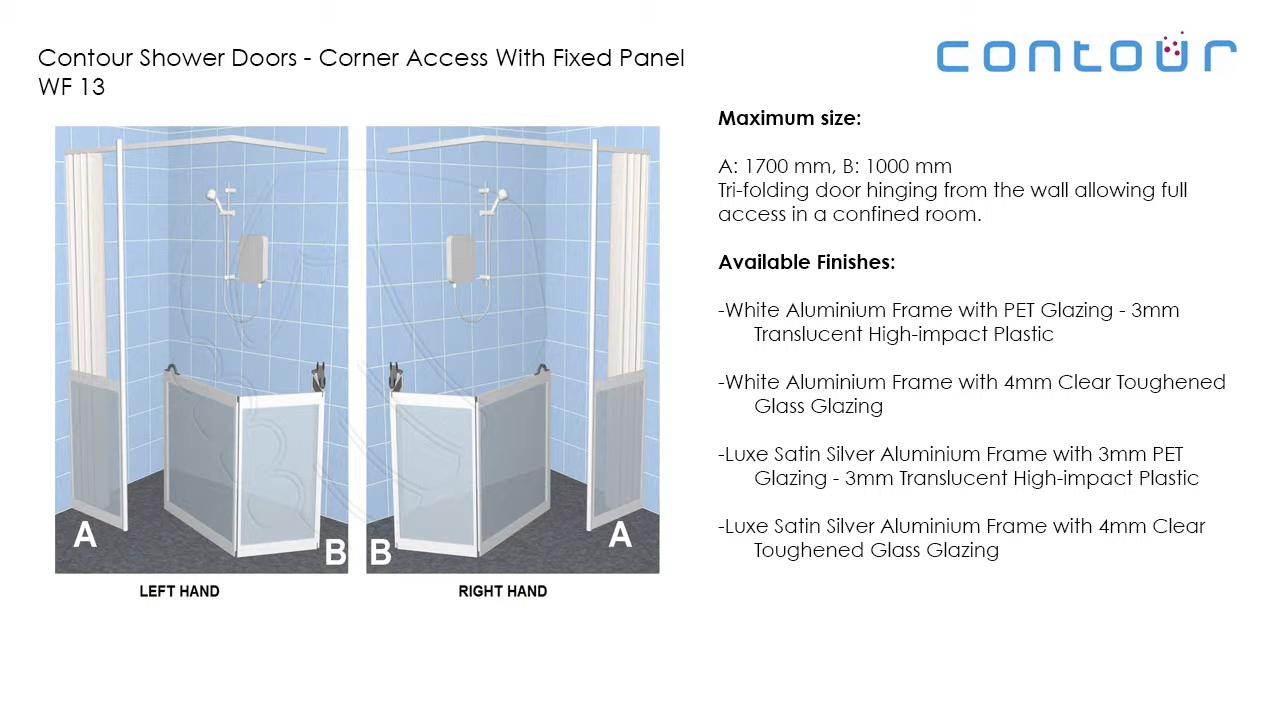 Contour Shower Doors - Corner Access With Fixed Panel
WF 13
contour
Maximum size:
A: 1700 mm, B: 1000 mm
Tri-folding door hinging from the wall allowing full
access in a confined room.
Available Finishes:
-White Aluminium Frame with PET Glazing - 3mm
Translucent High-impact Plastic
-White Aluminium Frame with 4mm Clear Toughened
Glass Glazing
-Luxe Satin Silver Aluminium Frame with 3mm PET
Glazing - 3mm Translucent High-impact Plastic
-Luxe Satin Silver Aluminium Frame with 4mm Clear
Toughened Glass Glazing
A
B
B
A
LEFT HAND
RIGHT HAND